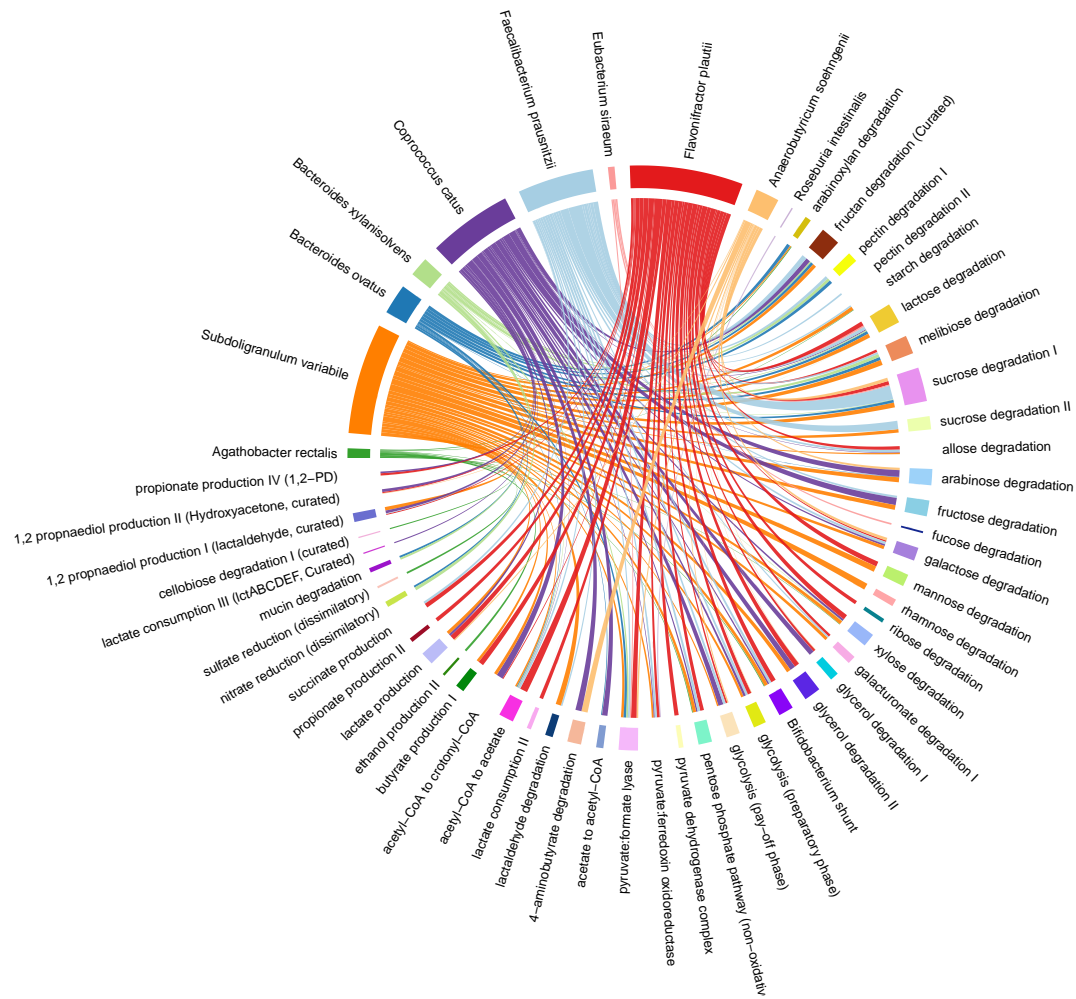 Faecalibacterium prausnitzii
Eubacterium siraeum
Flavonifractor plautii
Anaerobutyricum soehngenii
Roseburia intestinalis
arabinoxylan degradation
fructan degradation (Curated)
pectin degradation I
pectin degradation II
starch degradation
lactose degradation
melibiose degradation
sucrose degradation I
sucrose degradation II
allose degradation
arabinose degradation
fructose degradation
fucose degradation
galactose degradation
mannose degradation
rhamnose degradation
ribose degradation
xylose degradation
galacturonate degradation I
glycerol degradation I
glycerol degradation II
Bifidobacterium shunt
glycolysis (preparatory phase)
glycolysis (pay−off phase)
pentose phosphate pathway (non−oxidativ
pyruvate dehydrogenase complex
pyruvate:ferredoxin oxidoreductase
pyruvate:formate lyase
acetate to acetyl−CoA
4−aminobutyrate degradation
lactaldehyde degradation
lactate consumption II
acetyl−CoA to acetate
acetyl−CoA to crotonyl−CoA
butyrate production I
ethanol production II
lactate production
propionate production II
succinate production
nitrate reduction (dissimilatory)
sulfate reduction (dissimilatory)
mucin degradation
lactate consumption III (lctABCDEF, Curated)
cellobiose degradation I (curated)
1,2 propnaediol production I (lactaldehyde, curated)
1,2 propnaediol production II (Hydroxyacetone, curated)
propionate production IV (1,2−PD)
Agathobacter rectalis
Subdoligranulum variabile
Bacteroides ovatus
Bacteroides xylanisolvens
Coprococcus catus